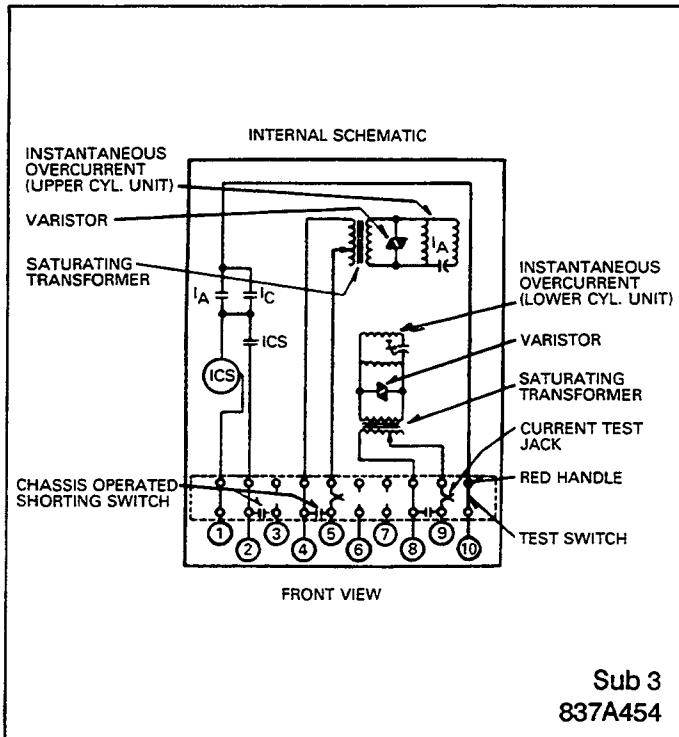 INTERNAL SCHEMATIC
INSTANTANEOUS
OVERCURRENT
(UPPER CYL. UNIT)
VARISTOR
SATURATING
TRANSFORMER
IA
INSTANTANEOUS
OVERCURRENT
(LOWER CYL. UNIT)
VARISTOR
SATURATING
TRANSFORMER
CURRENT TEST
JACK
RED HANDLE
TEST SWITCH
IA
IC
ICS
ICS
CHASSIS OPERATED
SHORTING SWITCH
1 2 3 4 5 6 7 8 9 10
FRONT VIEW
Sub 3
837A454